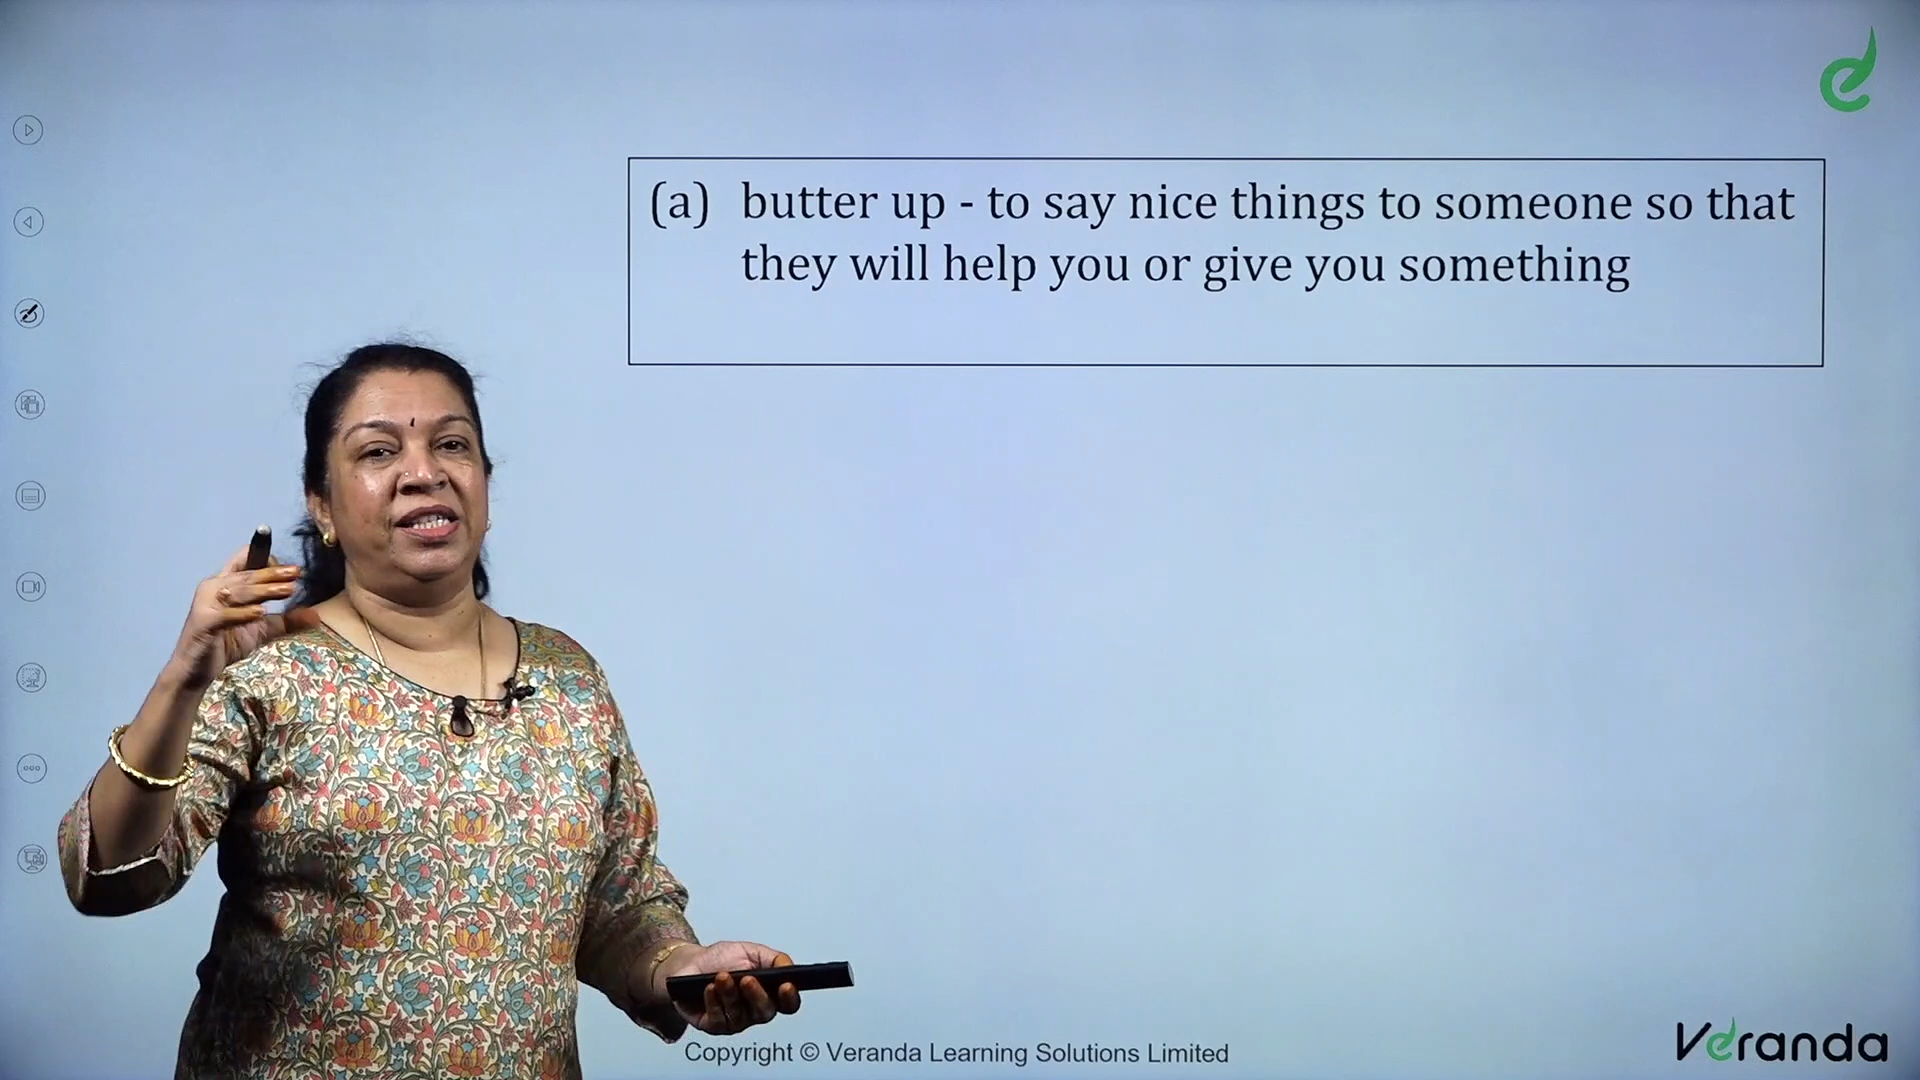 (a) butter up - to say nice things to someone so that
they will help you or give you something
Copyright © Veranda Learning Solutions Limited
Veranda